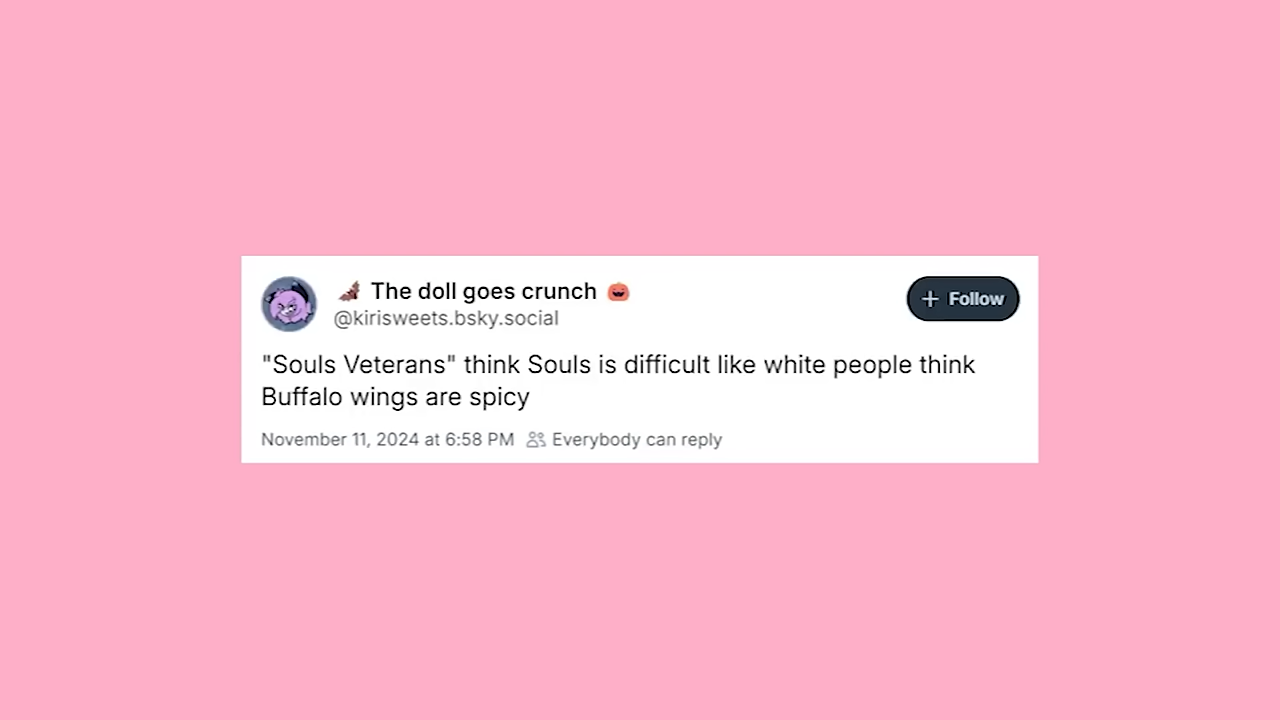 🦇 The doll goes crunch 🎃
@kirisweets.bsky.social
+ Follow
"Souls Veterans" think Souls is difficult like white people think
Buffalo wings are spicy
November 11, 2024 at 6:58 PM Everybody can reply